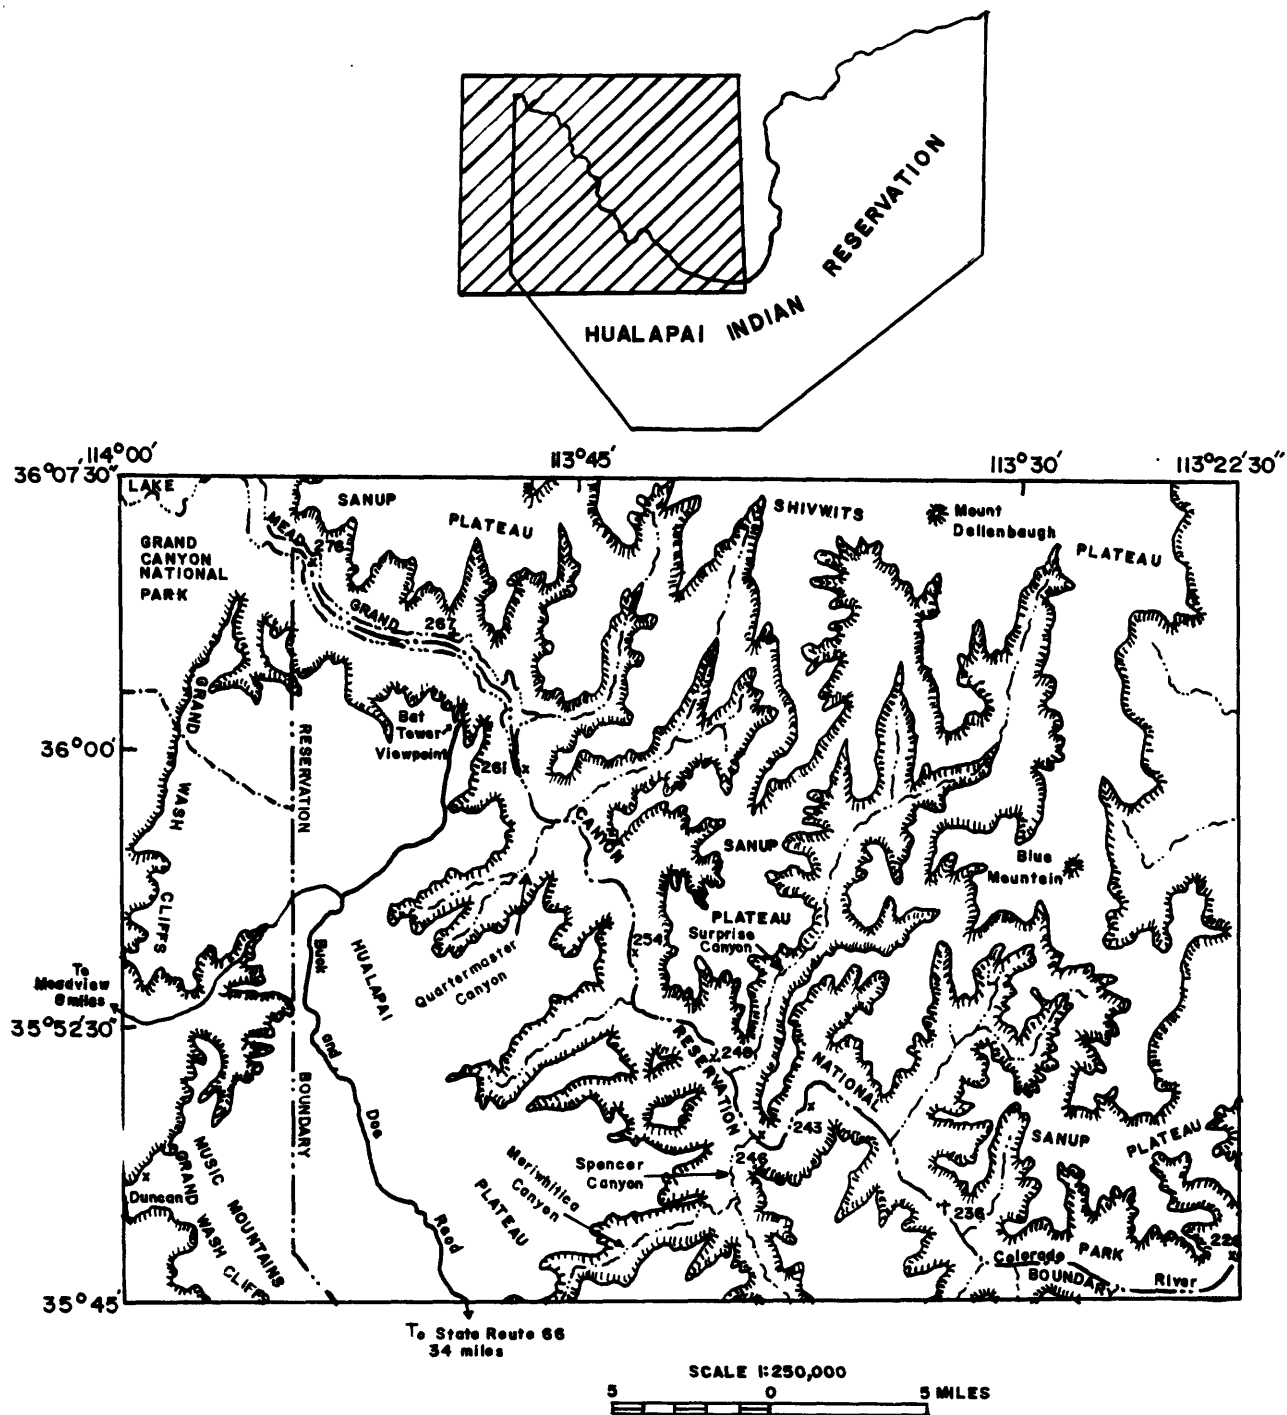 HUALAPAI INDIAN RESERVATION
114°00'
113°45'
113°30'
113°22'30"
36°07'30"
LAKE
MEAD
SANUP
PLATEAU
SHIVWITS
PLATEAU
Mount
Dellenbaugh
GRAND
CANYON
NATIONAL
PARK
276
GRAND
267
GRAND
WASH
CLIFFS
RESERVATION
BOUNDARY
Bat
Tower
Viewpoint
36°00'
261
CANYON
SANUP
PLATEAU
Blue
Mountain
Surprise
Canyon
254
HUALAPAI
PLATEAU
Quartermaster
Canyon
To
Meadview
6 miles
Buck
and
Doe
Road
35°52'30"
RESERVATION
248
NATIONAL
243
246
Spencer
Canyon
Meriwhitica
Canyon
SANUP
PLATEAU
MUSIC MOUNTAINS
GRAND WASH CLIFFS
Duncan
236
PARK
BOUNDARY
Colorado
River
35°45'
To State Route 66
34 miles
SCALE 1:250,000
5 0 5 MILES